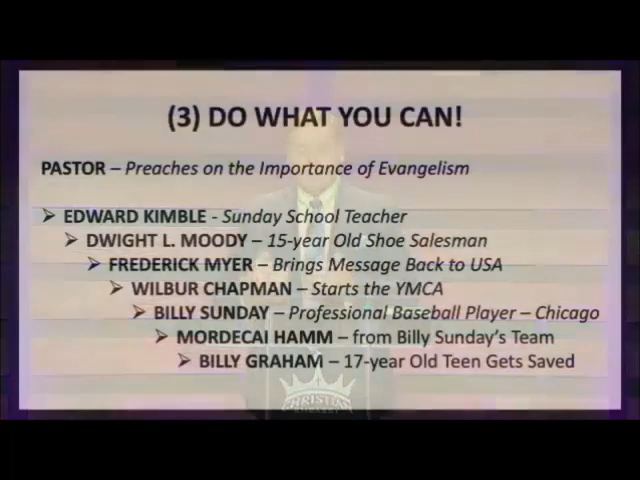 (3) DO WHAT YOU CAN!
PASTOR – Preaches on the Importance of Evangelism
➢ EDWARD KIMBLE - Sunday School Teacher
➢ DWIGHT L. MOODY – 15-year Old Shoe Salesman
➢ FREDERICK MYER – Brings Message Back to USA
➢ WILBUR CHAPMAN – Starts the YMCA
➢ BILLY SUNDAY – Professional Baseball Player – Chicago
➢ MORDECAI HAMM – from Billy Sunday’s Team
➢ BILLY GRAHAM – 17-year Old Teen Gets Saved
CHRISTIAN